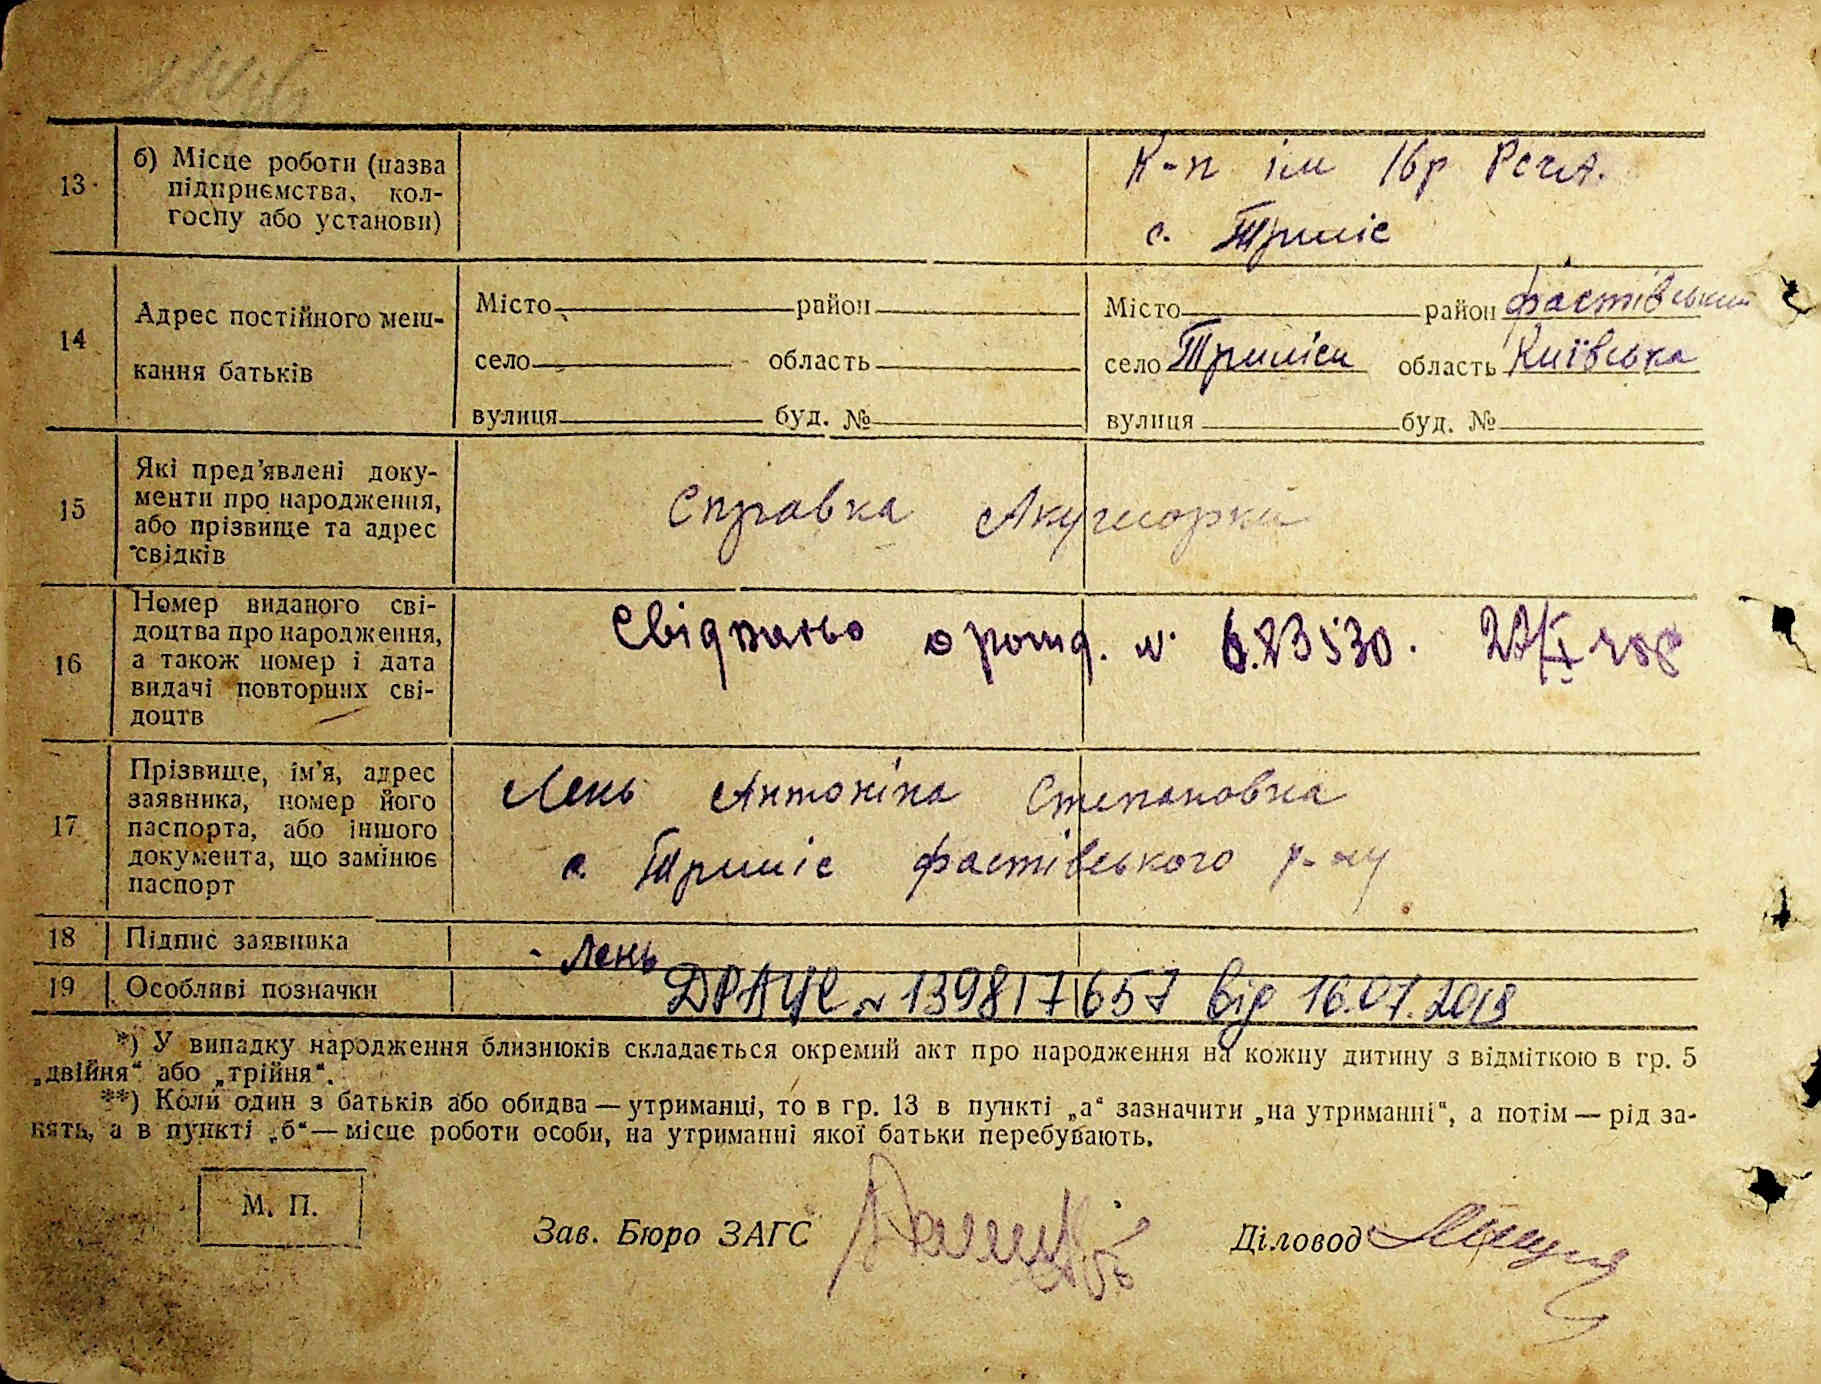 13
б) Місце роботи (назва
підприємства, кол-
госпу або установи)
К-п ім 16р РСЧА.
с. Триліс
14
Адрес постійного меш-
кання батьків
Місто район
село область
вулиця буд. №
Місто район Фастівський
село Триліси область Київська
вулиця буд. №
15
Які пред’явлені доку-
менти про народження,
або прізвище та адрес
свідків
Справка Акушорки
16
Номер виданого сві-
доцтва про народження,
а також номер і дата
видачі повторних сві-
доцтв
о рожд. № 6.23530.
17
Прізвище, ім’я, адрес
заявника, номер його
паспорта, або іншого
документа, що замінює
паспорт
Лень Антоніна Степановна
с. Триліс Фастівського р-ну
18
Підпис заявника
- Лень
19
Особливі позначки
ДРАЦС № 139817657 від 16.07.2018
*) У випадку народження близнюків складається окремий акт про народження на кожну дитину з відміткою в гр. 5
„двійня“ або „трійня“.
**) Коли один з батьків або обидва — утриманці, то в гр. 13 в пункті „а“ зазначити „на утриманні“, а потім — рід за-
нять, а в пункті „б“ — місце роботи особи, на утриманні якої батьки перебувають.
М. П.
Зав. Бюро ЗАГС
Діловод